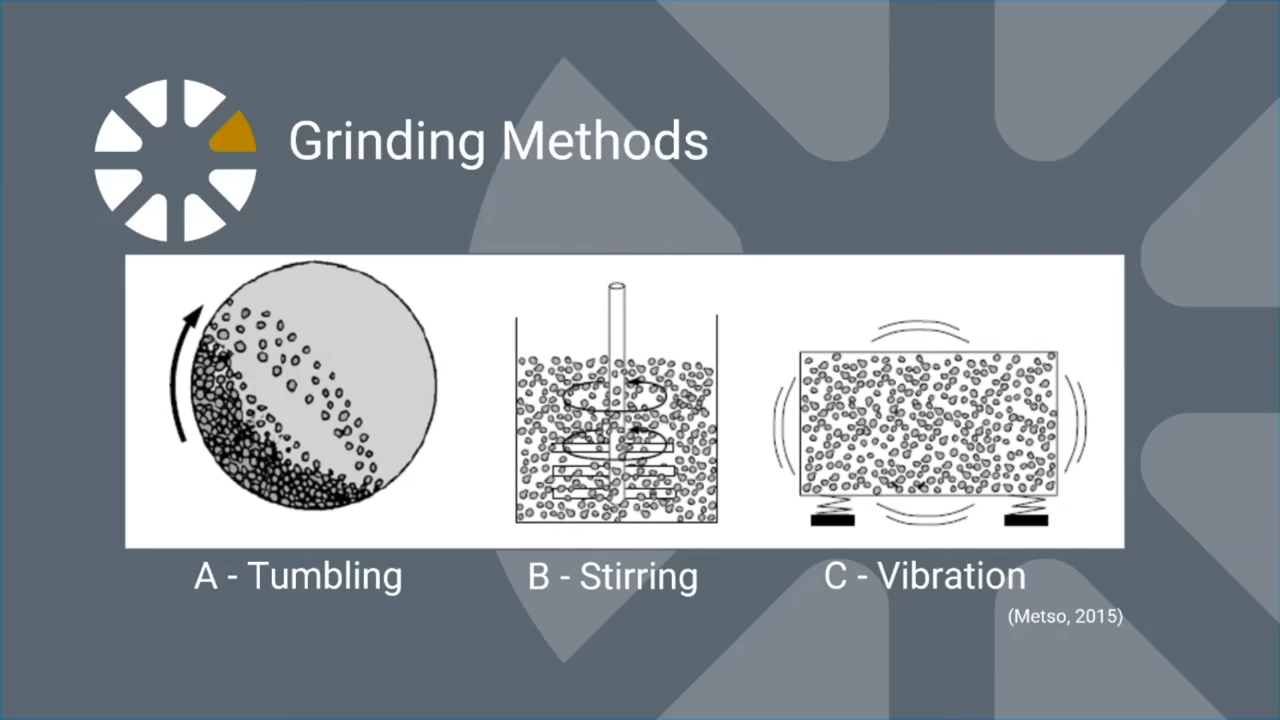 Grinding Methods
A - Tumbling
B - Stirring
C - Vibration
(Metso, 2015)